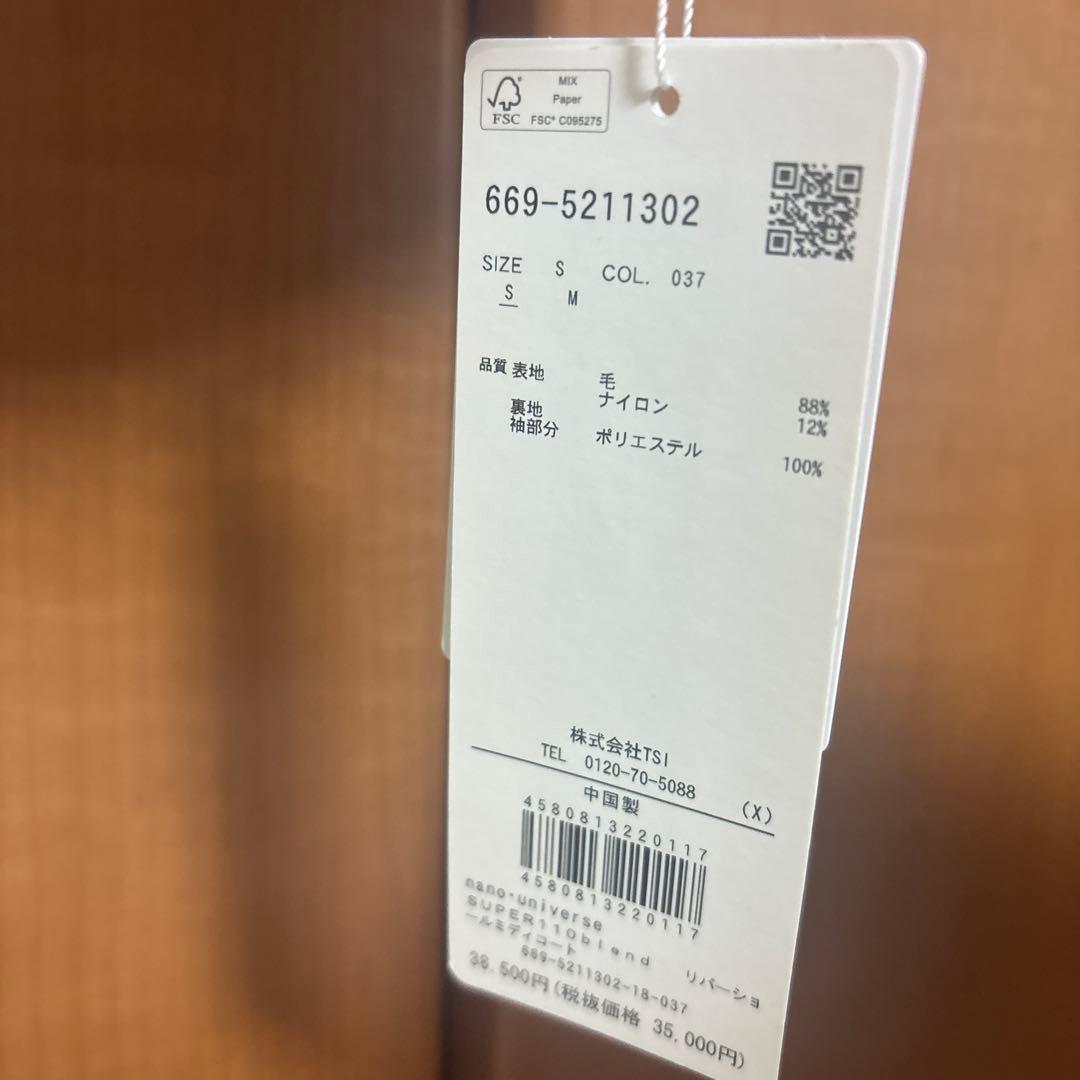 MIX
Paper
FSC
FSC® C095275
669-5211302
SIZE S COL. 037
S M
品質 表地 毛 88%
ナイロン 12%
裏地
袖部分 ポリエステル 100%
株式会社TSI
TEL 0120-70-5088
中国製 (X)
4580813220117
4580813220117
nano・universe
SUPER110blend リバーシ
ールミディコート
669-5211302-18-037
38,500円(税抜価格 35,000円)